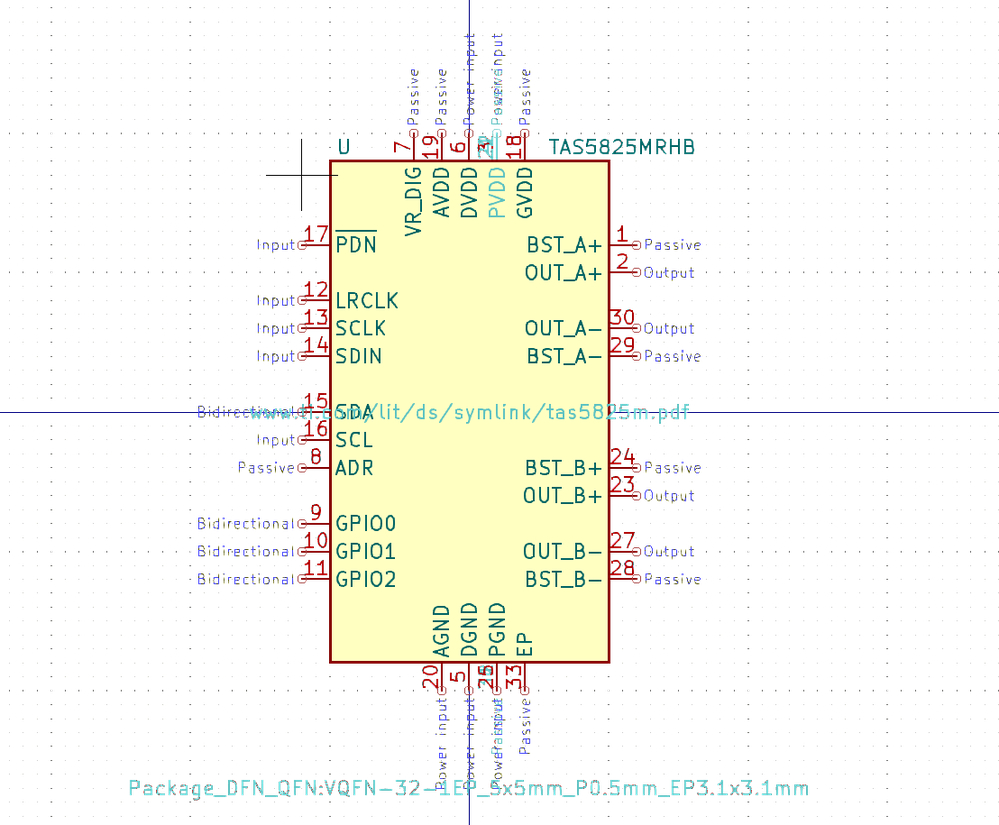 Passive
Passive
Power input
Power input
Passive
7
19
6
18
U
TAS5825MRHB
VR_DIG
AVDD
DVDD
PVDD
GVDD
Input 17 PDN
BST_A+ 1 Passive
OUT_A+ 2 Output
Input 12 LRCLK
Input 13 SCLK
OUT_A- 30 Output
Input 14 SDIN
BST_A- 29 Passive
Bidirectional 15 SDA
www.ti.com/lit/ds/symlink/tas5825m.pdf
Input 16 SCL
Passive 8 ADR
BST_B+ 24 Passive
OUT_B+ 23 Output
Bidirectional 9 GPIO0
Bidirectional 10 GPIO1
OUT_B- 27 Output
Bidirectional 11 GPIO2
BST_B- 28 Passive
AGND
DGND
PGND
EP
20
5
33
Power input
Power input
Power input
Passive
Package_DFN_QFN:VQFN-32-1EP_5x5mm_P0.5mm_EP3.1x3.1mm